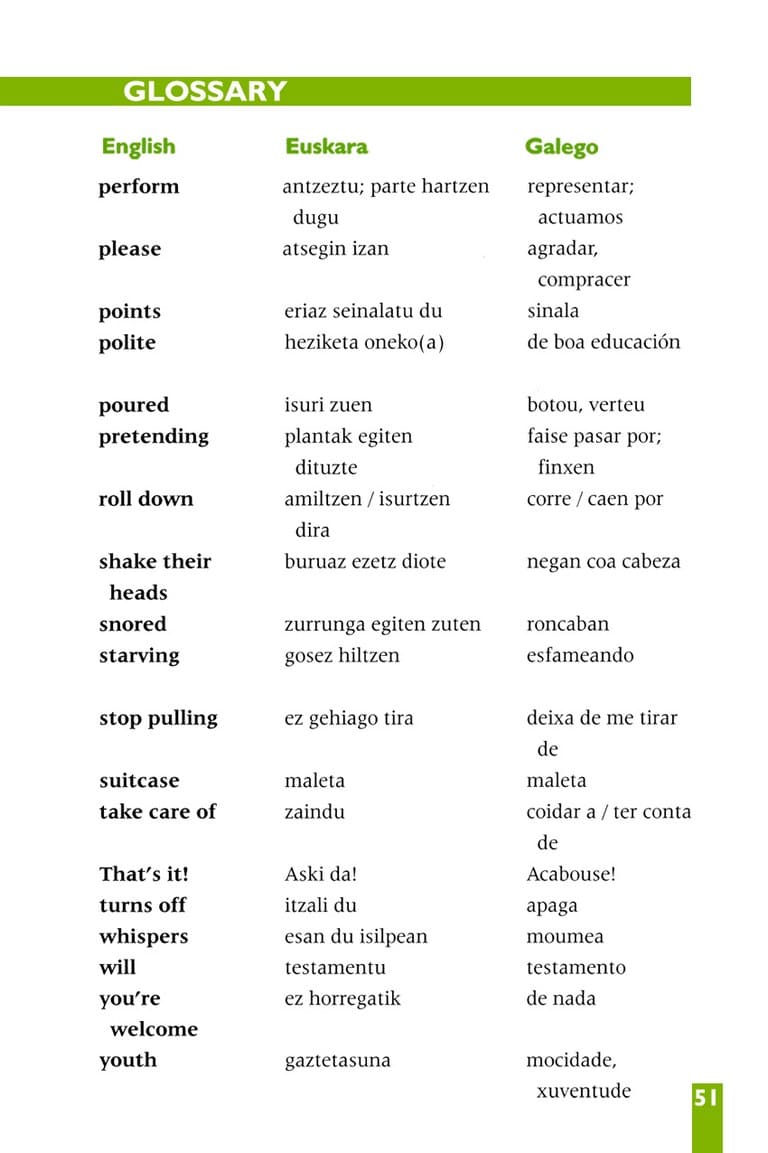 GLOSSARY
English Euskara Galego
perform antzeztu; parte hartzen representar;
dugu actuamos
please atsegin izan agradar,
compracer
points eriaz seinalatu du sinala
polite heziketa oneko(a) de boa educación
poured isuri zuen botou, verteu
pretending plantak egiten faise pasar por;
dituzte finxen
roll down amiltzen / isurtzen corre / caen por
dira
shake their buruaz ezetz diote negan coa cabeza
heads
snored zurrunga egiten zuten roncaban
starving gosez hiltzen esfameando
stop pulling ez gehiago tira deixa de me tirar
de
suitcase maleta maleta
take care of zaindu coidar a / ter conta
de
That's it! Aski da! Acabouse!
turns off itzali du apaga
whispers esan du isilpean moumea
will testamentu testamento
you're ez horregatik de nada
welcome
youth gaztetasuna mocidade,
xuventude
51